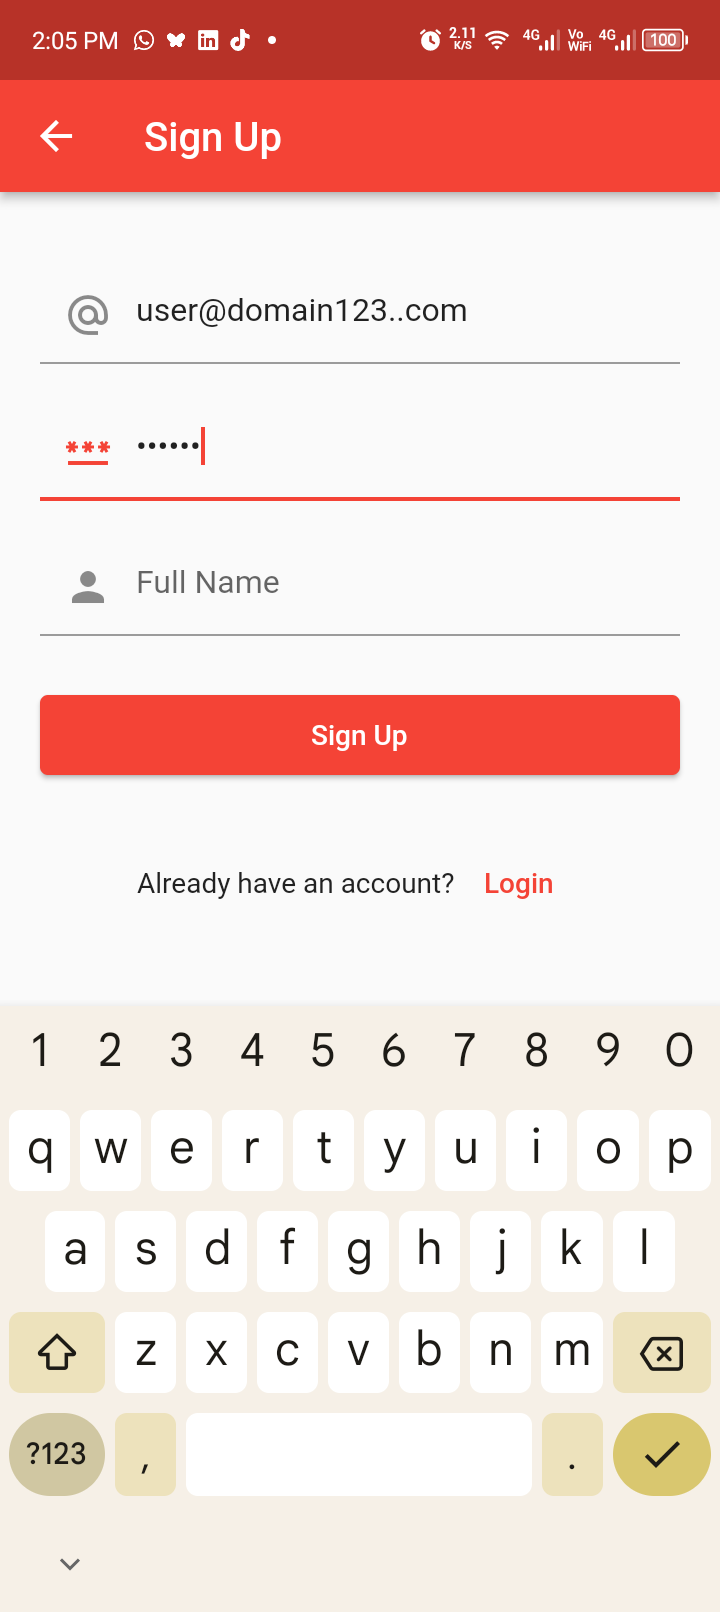 2:05 PM 2.11 K/S 4G Vo WiFi 4G 100
Sign Up
user@domain123..com
••••••
Full Name
Sign Up
Already have an account? Login
1 2 3 4 5 6 7 8 9 0
q w e r t y u i o p
a s d f g h j k l
z x c v b n m
?123 , .